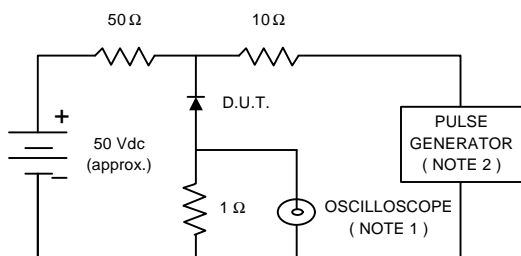 50 Ω
10 Ω
+
D.U.T.
50 Vdc
(approx.)
PULSE
GENERATOR
( NOTE 2 )
1 Ω
OSCILLOSCOPE
( NOTE 1 )